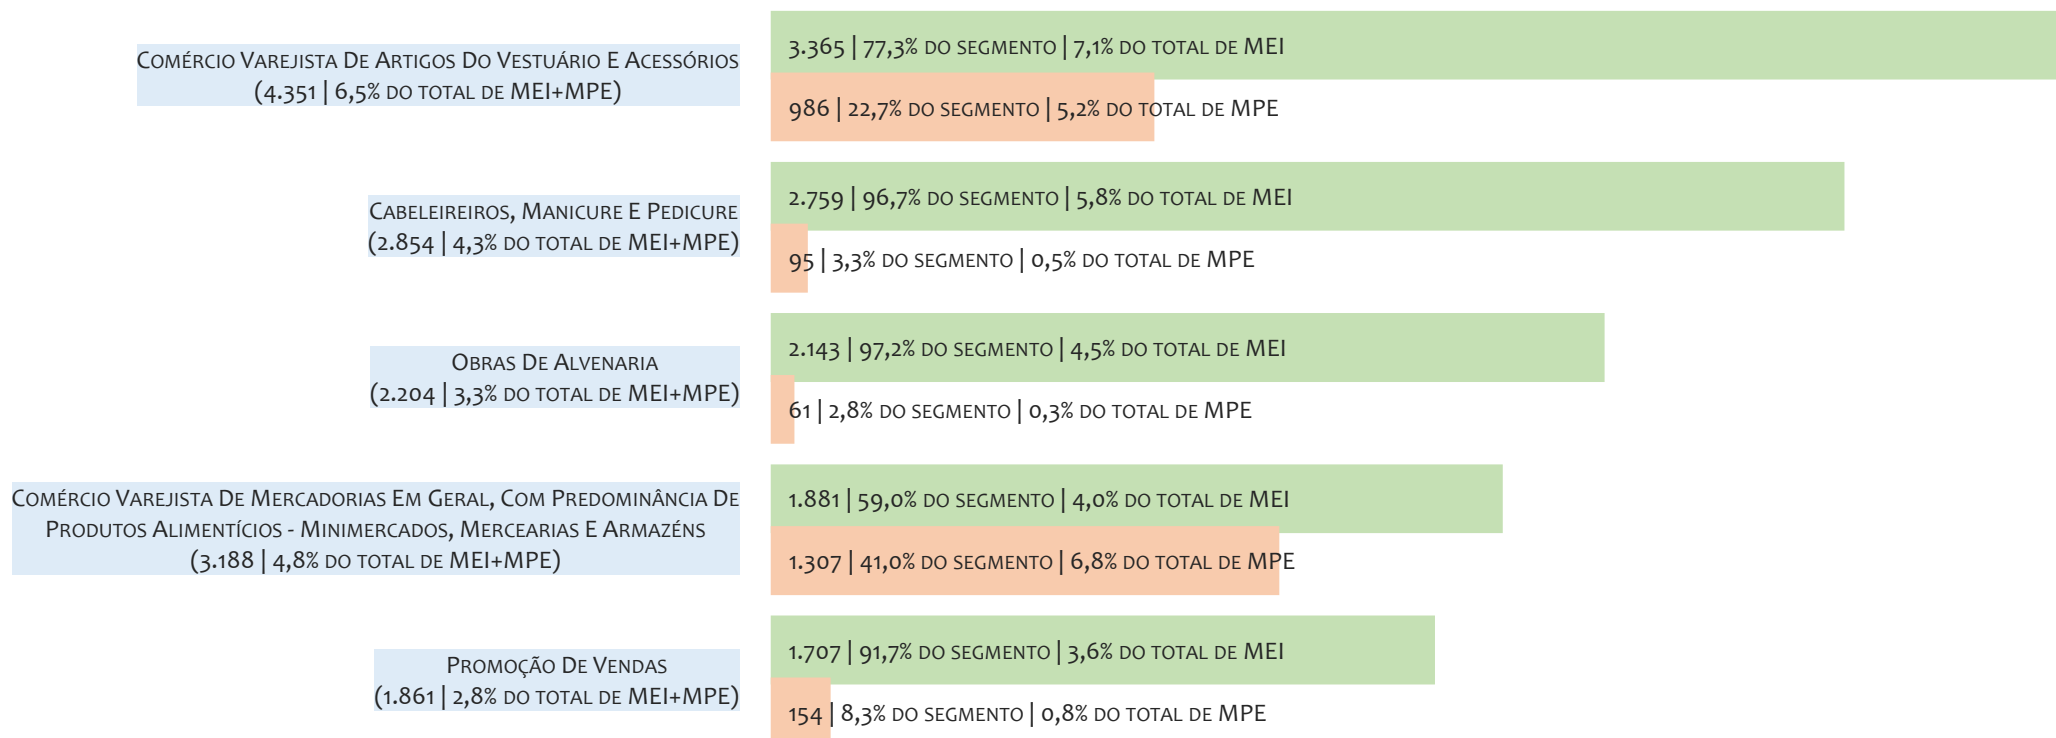 Comércio Varejista De Artigos Do Vestuário E Acessórios
(4.351 | 6,5% do total de MEI+MPE)
3.365 | 77,3% do segmento | 7,1% do total de MEI
986 | 22,7% do segmento | 5,2% do total de MPE
Cabeleireiros, Manicure E Pedicure
(2.854 | 4,3% do total de MEI+MPE)
2.759 | 96,7% do segmento | 5,8% do total de MEI
95 | 3,3% do segmento | 0,5% do total de MPE
Obras De Alvenaria
(2.204 | 3,3% do total de MEI+MPE)
2.143 | 97,2% do segmento | 4,5% do total de MEI
61 | 2,8% do segmento | 0,3% do total de MPE
Comércio Varejista De Mercadorias Em Geral, Com Predominância De
Produtos Alimentícios - Minimercados, Mercearias E Armazéns
(3.188 | 4,8% do total de MEI+MPE)
1.881 | 59,0% do segmento | 4,0% do total de MEI
1.307 | 41,0% do segmento | 6,8% do total de MPE
Promoção De Vendas
(1.861 | 2,8% do total de MEI+MPE)
1.707 | 91,7% do segmento | 3,6% do total de MEI
154 | 8,3% do segmento | 0,8% do total de MPE